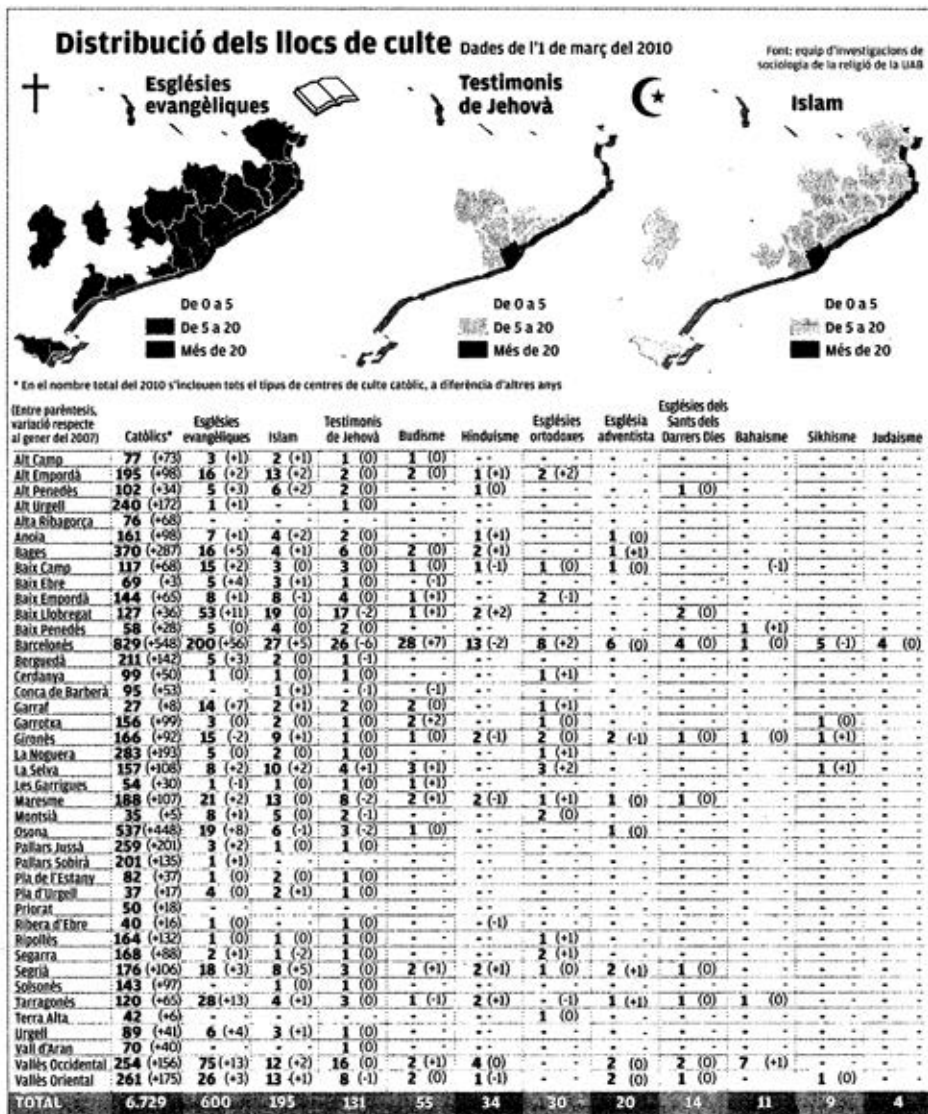 Distribució dels llocs de culte Dades de l'1 de març del 2010
Font: equip d'investigacions de
sociologia de la religió de la UAB
Esglésies
evangèliques
Testimonis
de Jehovà
Islam
De 0 a 5
De 5 a 20
Més de 20
De 0 a 5
De 5 a 20
Més de 20
De 0 a 5
De 5 a 20
Més de 20
* En el nombre total del 2010 s'inclouen tots el tipus de centres de culte catòlic, a diferència d'altres anys
(Entre parèntesis, variació respecte al gener del 2007) Catòlics* Esglésies evangèliques Islam Testimonis de Jehovà Budisme Hinduisme Esglésies ortodoxes Església adventista Esglésies dels Sants dels Darrers Dies Bahaisme Sikhisme Judaisme
Alt Camp 77 (+73) 3 (+1) 2 (+1) 1 (0) 1 (0) - - - - - - - - - - - - - -
Alt Empordà 195 (+98) 16 (+2) 13 (+2) 2 (0) 2 (0) 1 (+1) 2 (+2) - - - - - - - - - -
Alt Penedès 102 (+34) 5 (+3) 6 (+2) 2 (0) - - 1 (0) - - - - 1 (0) - - - - - -
Alt Urgell 240 (+172) 1 (+1) - - 1 (0) - - - - - - - - - - - - - - - -
Alta Ribagorça 76 (+68) - - - - - - - - - - - - - - - - - - - - - -
Anoia 161 (+98) 7 (+1) 4 (+2) 2 (0) - - 1 (+1) - - 1 (0) - - - - - - - -
Bages 370 (+287) 16 (+5) 4 (+1) 6 (0) 2 (0) 2 (+1) - - 1 (+1) - - - - - - - -
Baix Camp 117 (+68) 15 (+2) 3 (0) 3 (0) 1 (0) 1 (-1) 1 (0) 1 (0) - - (-1) - - - -
Baix Ebre 69 (+3) 5 (+4) 3 (+1) 1 (0) (-1) - - - - - - - - - - - - - -
Baix Empordà 144 (+65) 8 (+1) 8 (-1) 4 (0) 1 (+1) - - 2 (-1) - - - - - - - - - -
Baix Llobregat 127 (+36) 53 (+11) 19 (0) 17 (-2) 1 (+1) 2 (+2) - - - - 2 (0) - - - - - -
Baix Penedès 58 (+28) 5 (0) 4 (0) 2 (0) - - - - - - - - - - 1 (+1) - - - -
Barcelonès 829 (+548) 200 (+56) 27 (+5) 26 (-6) 28 (+7) 13 (-2) 8 (+2) 6 (0) 4 (0) 1 (0) 5 (-1) 4 (0)
Berguedà 211 (+142) 5 (+3) 2 (0) 1 (-1) - - - - - - - - - - - - - - - -
Cerdanya 99 (+50) 1 (0) 1 (0) 1 (0) - - - - 1 (+1) - - - - - - - - - -
Conca de Barberà 95 (+53) - - 1 (+1) (-1) (-1) - - - - - - - - - - - - - -
Garraf 27 (+8) 14 (+7) 2 (+1) 2 (0) 2 (0) - - 1 (+1) - - - - - - - - - -
Garrotxa 156 (+99) 3 (0) 2 (0) 1 (0) 2 (+2) - - 1 (0) - - - - - - 1 (0) - -
Gironès 166 (+92) 15 (-2) 9 (+1) 1 (0) 1 (0) 2 (-1) 2 (0) 2 (-1) 1 (0) 1 (0) 1 (+1) - -
La Noguera 283 (+193) 5 (0) 2 (0) 1 (0) - - - - 1 (+1) - - - - - - - - - -
La Selva 157 (+108) 8 (+2) 10 (+2) 4 (+1) 3 (+1) - - 3 (+2) - - - - - - 1 (+1) - -
Les Garrigues 54 (+30) 1 (-1) 1 (0) 1 (0) 1 (+1) - - - - - - - - - - - - - -
Maresme 188 (+107) 21 (+2) 13 (0) 8 (-2) 2 (+1) 2 (-1) 1 (+1) 1 (0) 1 (0) - - - - - -
Montsià 35 (+5) 8 (+1) 5 (0) 2 (-1) - - - - 2 (0) - - - - - - - - - -
Osona 537 (+448) 19 (+8) 6 (-1) 3 (-2) 1 (0) - - - - 1 (0) - - - - - - - -
Pallars Jussà 259 (+201) 3 (+2) 1 (0) 1 (0) - - - - - - - - - - - - - - - -
Pallars Sobirà 201 (+135) 1 (+1) - - - - - - - - - - - - - - - - - - - -
Pla de l'Estany 82 (+37) 1 (0) 2 (0) 1 (0) - - - - - - - - - - - - - - - -
Pla d'Urgell 37 (+17) 4 (0) 2 (+1) 1 (0) - - - - - - - - - - - - - - - -
Priorat 50 (+18) - - - - - - - - - - - - - - - - - - - - - -
Ribera d'Ebre 40 (+16) 1 (0) - - 1 (0) - - (-1) - - - - - - - - - - - -
Ripollès 164 (+132) 1 (0) 1 (0) 1 (0) - - - - 1 (+1) - - - - - - - - - -
Segarra 168 (+88) 2 (+1) 1 (-2) 1 (0) - - - - 2 (+1) - - - - - - - - - -
Segrià 176 (+106) 18 (+3) 8 (+5) 3 (0) 2 (+1) 2 (+1) 1 (0) 2 (+1) 1 (0) - - - - - -
Solsonès 143 (+97) - - 1 (0) 1 (0) - - - - - - - - - - - - - - - -
Tarragonès 120 (+65) 28 (+13) 4 (+1) 3 (0) 1 (-1) 2 (+1) (-1) 1 (+1) 1 (0) 1 (0) - - - -
Terra Alta 42 (+6) - - - - - - - - - - 1 (0) - - - - - - - - - -
Urgell 89 (+41) 6 (+4) 3 (+1) 1 (0) - - - - - - - - - - - - - - - -
Vall d'Aran 70 (+40) - - - - 1 (0) - - - - - - - - - - - - - - - -
Vallès Occidental 254 (+156) 75 (+13) 12 (+2) 16 (0) 2 (+1) 4 (0) - - 2 (0) 2 (0) 7 (+1) - - - -
Vallès Oriental 261 (+175) 26 (+3) 13 (+1) 8 (-1) 2 (0) 1 (-1) - - 2 (0) 1 (0) - - 1 (0) - -
TOTAL 6.729 600 195 131 55 34 30 20 14 11 9 4